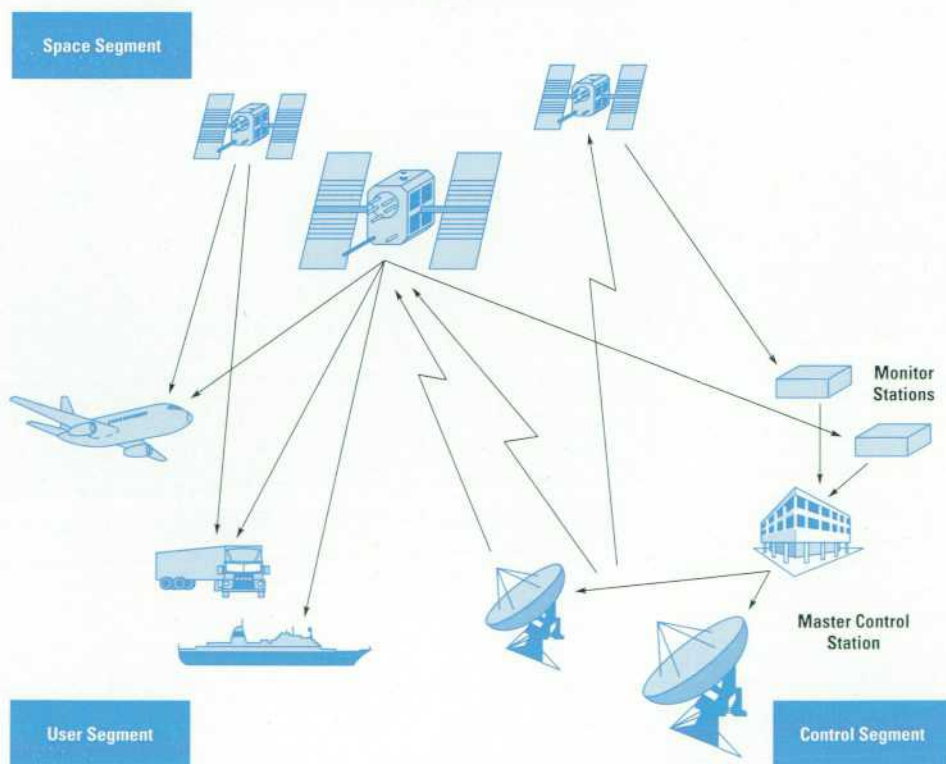 Space Segment
Monitor
Stations
Master Control
Station
User Segment
Control Segment